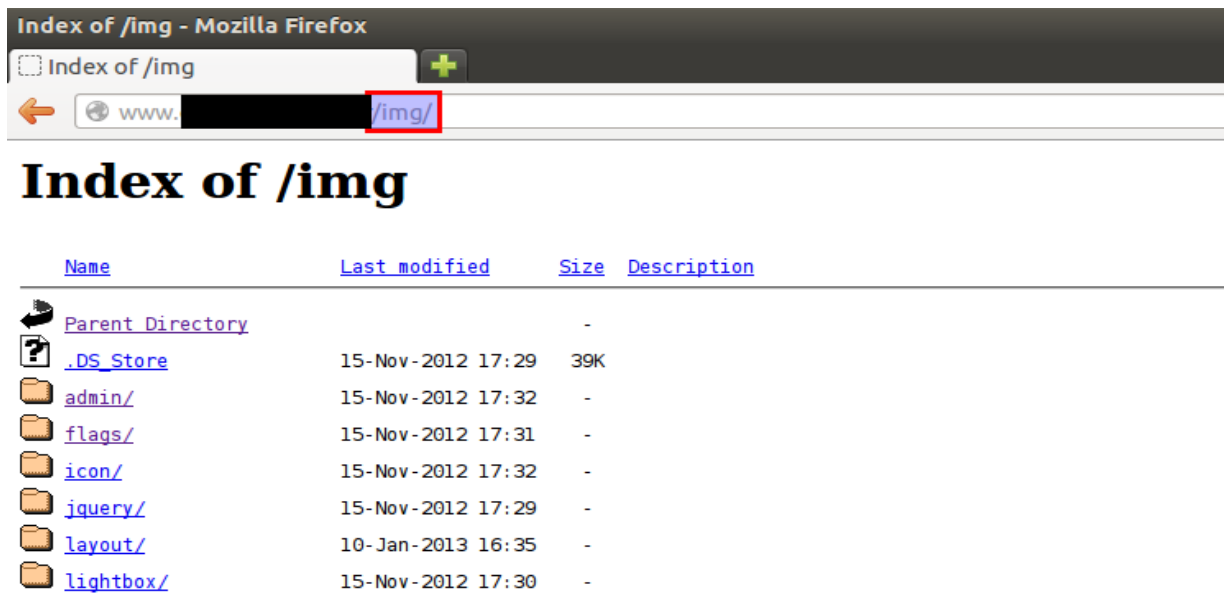 Index of /img - Mozilla Firefox
Index of /img
www. /img/
Index of /img
Name Last modified Size Description
Parent Directory -
.DS_Store 15-Nov-2012 17:29 39K
admin/ 15-Nov-2012 17:32 -
flags/ 15-Nov-2012 17:31 -
icon/ 15-Nov-2012 17:32 -
jquery/ 15-Nov-2012 17:29 -
layout/ 10-Jan-2013 16:35 -
lightbox/ 15-Nov-2012 17:30 -